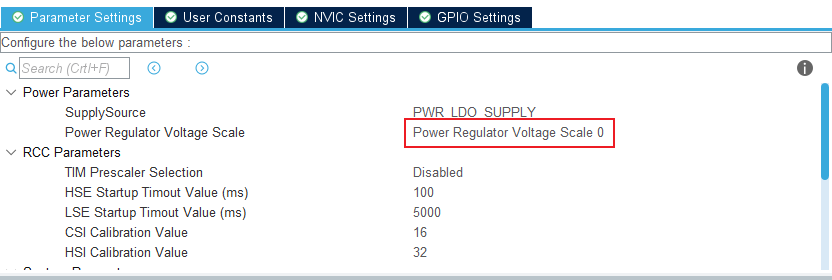 Parameter Settings User Constants NVIC Settings GPIO Settings
Configure the below parameters :
Search (CrtI+F)
Power Parameters
SupplySource PWR_LDO_SUPPLY
Power Regulator Voltage Scale Power Regulator Voltage Scale 0
RCC Parameters
TIM Prescaler Selection Disabled
HSE Startup Timout Value (ms) 100
LSE Startup Timout Value (ms) 5000
CSI Calibration Value 16
HSI Calibration Value 32